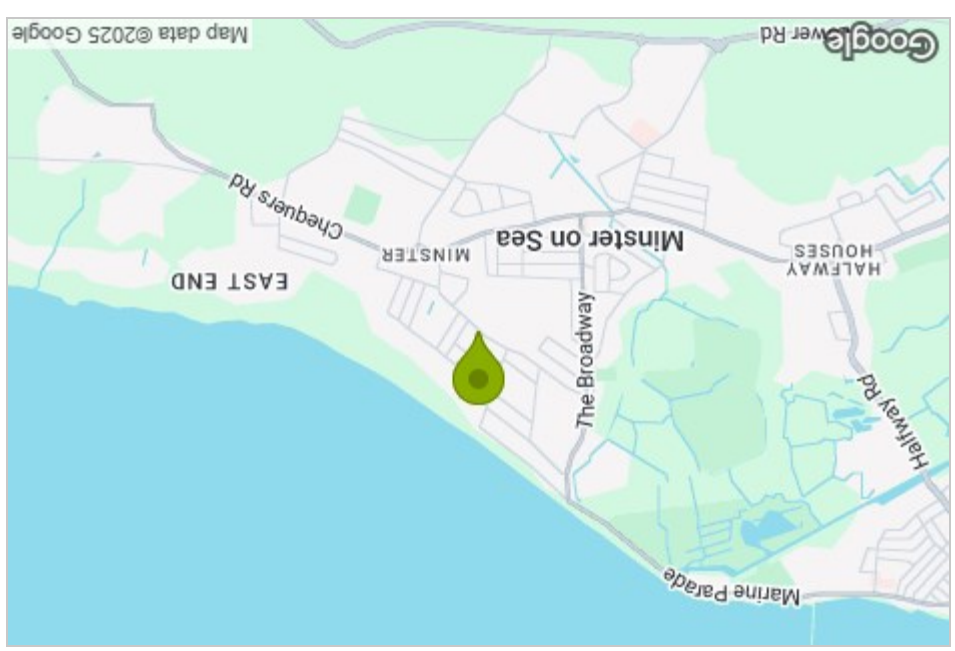 Marine Parade
Halfway Rd
The Broadway
HALFWAY
HOUSES
EAST END
MINSTER
Minster on Sea
Chequers Rd
Google
ower Rd
Map data ©2025 Google